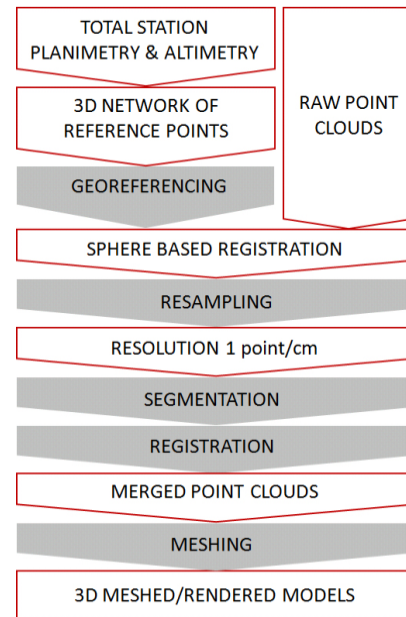 TOTAL STATION
PLANIMETRY & ALTIMETRY
3D NETWORK OF
REFERENCE POINTS
RAW POINT
CLOUDS
GEOREFERENCING
SPHERE BASED REGISTRATION
RESAMPLING
RESOLUTION 1 point/cm
SEGMENTATION
REGISTRATION
MERGED POINT CLOUDS
MESHING
3D MESHED/RENDERED MODELS